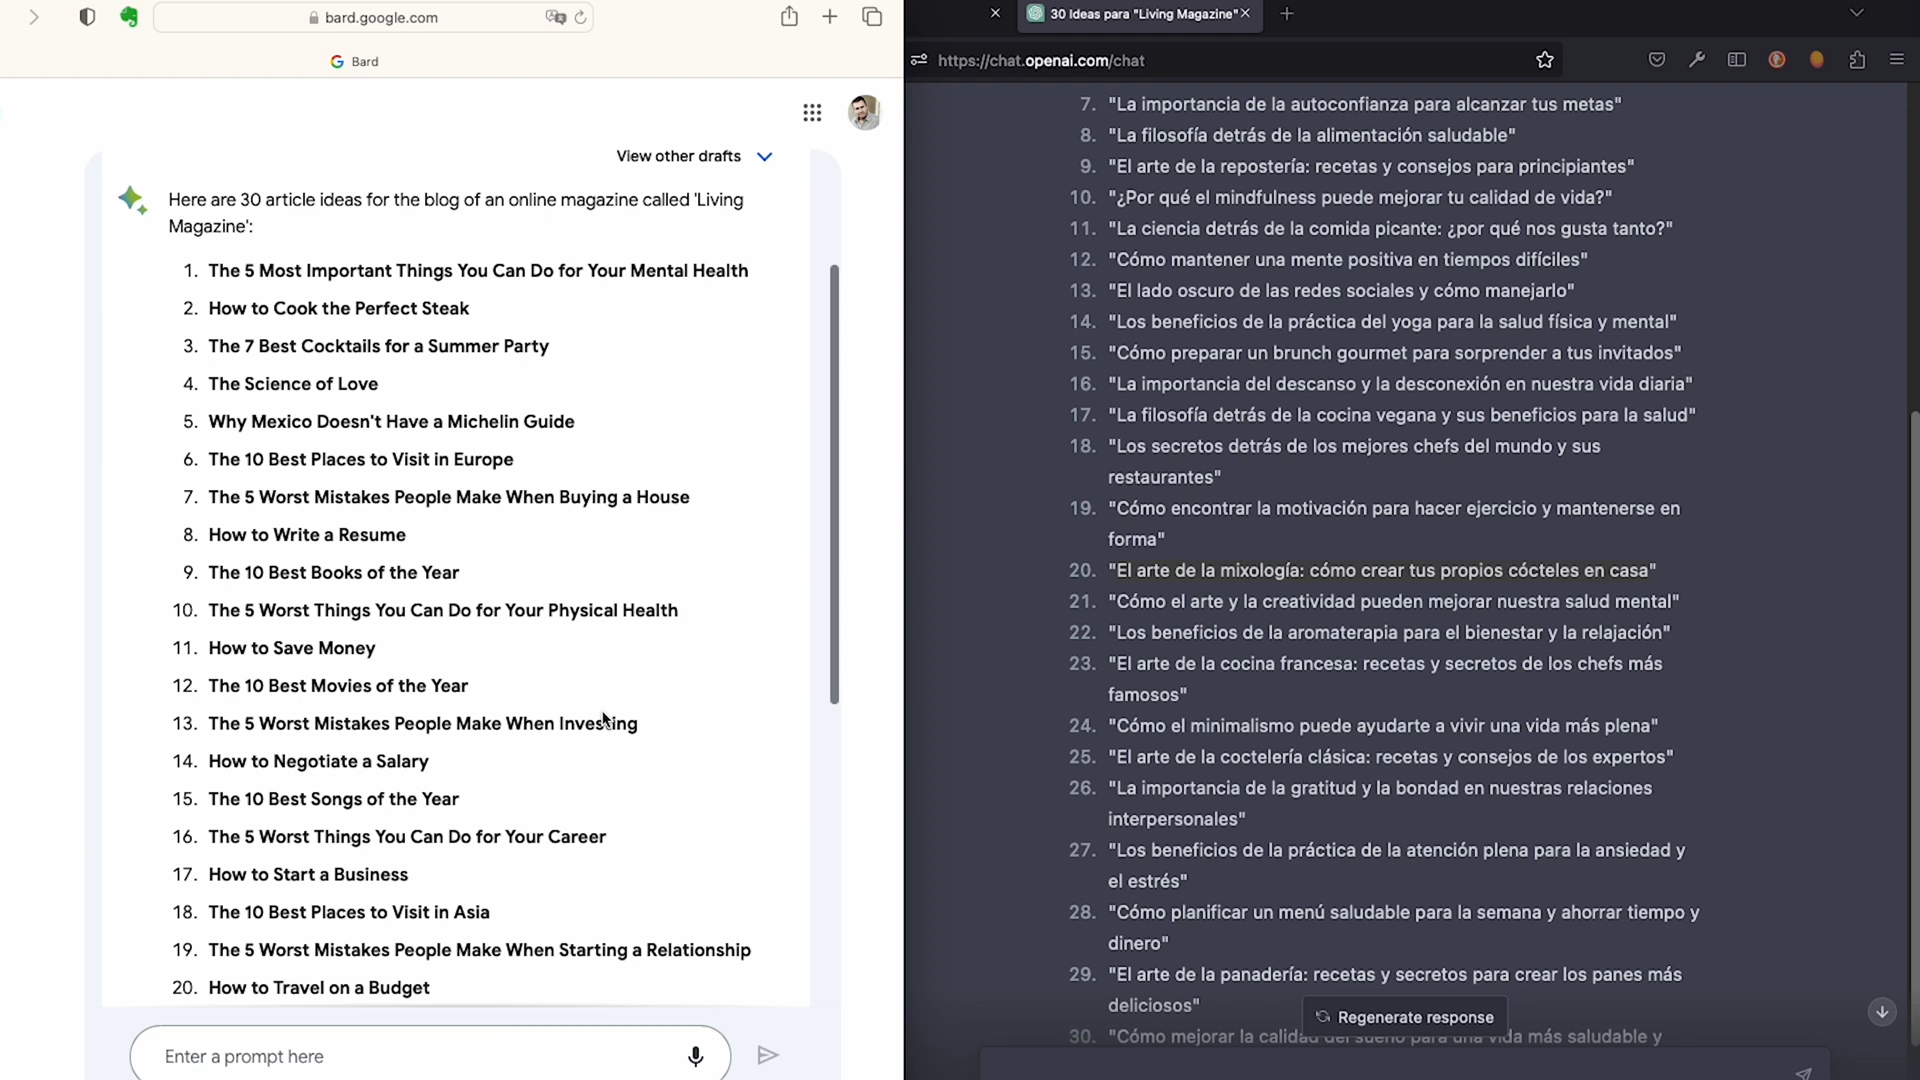 bard.google.com
Bard
View other drafts
Here are 30 article ideas for the blog of an online magazine called 'Living
Magazine':
1. The 5 Most Important Things You Can Do for Your Mental Health
2. How to Cook the Perfect Steak
3. The 7 Best Cocktails for a Summer Party
4. The Science of Love
5. Why Mexico Doesn't Have a Michelin Guide
6. The 10 Best Places to Visit in Europe
7. The 5 Worst Mistakes People Make When Buying a House
8. How to Write a Resume
9. The 10 Best Books of the Year
10. The 5 Worst Things You Can Do for Your Physical Health
11. How to Save Money
12. The 10 Best Movies of the Year
13. The 5 Worst Mistakes People Make When Investing
14. How to Negotiate a Salary
15. The 10 Best Songs of the Year
16. The 5 Worst Things You Can Do for Your Career
17. How to Start a Business
18. The 10 Best Places to Visit in Asia
19. The 5 Worst Mistakes People Make When Starting a Relationship
20. How to Travel on a Budget
Enter a prompt here
30 Ideas para "Living Magazine"
https://chat.openai.com/chat
7. "La importancia de la autoconfianza para alcanzar tus metas"
8. "La filosofía detrás de la alimentación saludable"
9. "El arte de la repostería: recetas y consejos para principiantes"
10. "¿Por qué el mindfulness puede mejorar tu calidad de vida?"
11. "La ciencia detrás de la comida picante: ¿por qué nos gusta tanto?"
12. "Cómo mantener una mente positiva en tiempos difíciles"
13. "El lado oscuro de las redes sociales y cómo manejarlo"
14. "Los beneficios de la práctica del yoga para la salud física y mental"
15. "Cómo preparar un brunch gourmet para sorprender a tus invitados"
16. "La importancia del descanso y la desconexión en nuestra vida diaria"
17. "La filosofía detrás de la cocina vegana y sus beneficios para la salud"
18. "Los secretos detrás de los mejores chefs del mundo y sus
restaurantes"
19. "Cómo encontrar la motivación para hacer ejercicio y mantenerse en
forma"
20. "El arte de la mixología: cómo crear tus propios cócteles en casa"
21. "Cómo el arte y la creatividad pueden mejorar nuestra salud mental"
22. "Los beneficios de la aromaterapia para el bienestar y la relajación"
23. "El arte de la cocina francesa: recetas y secretos de los chefs más
famosos"
24. "Cómo el minimalismo puede ayudarte a vivir una vida más plena"
25. "El arte de la coctelería clásica: recetas y consejos de los expertos"
26. "La importancia de la gratitud y la bondad en nuestras relaciones
interpersonales"
27. "Los beneficios de la práctica de la atención plena para la ansiedad y
el estrés"
28. "Cómo planificar un menú saludable para la semana y ahorrar tiempo y
dinero"
29. "El arte de la panadería: recetas y secretos para crear los panes más
deliciosos"
Regenerate response
30. "Cómo mejorar la calidad del sueño para una vida más saludable y